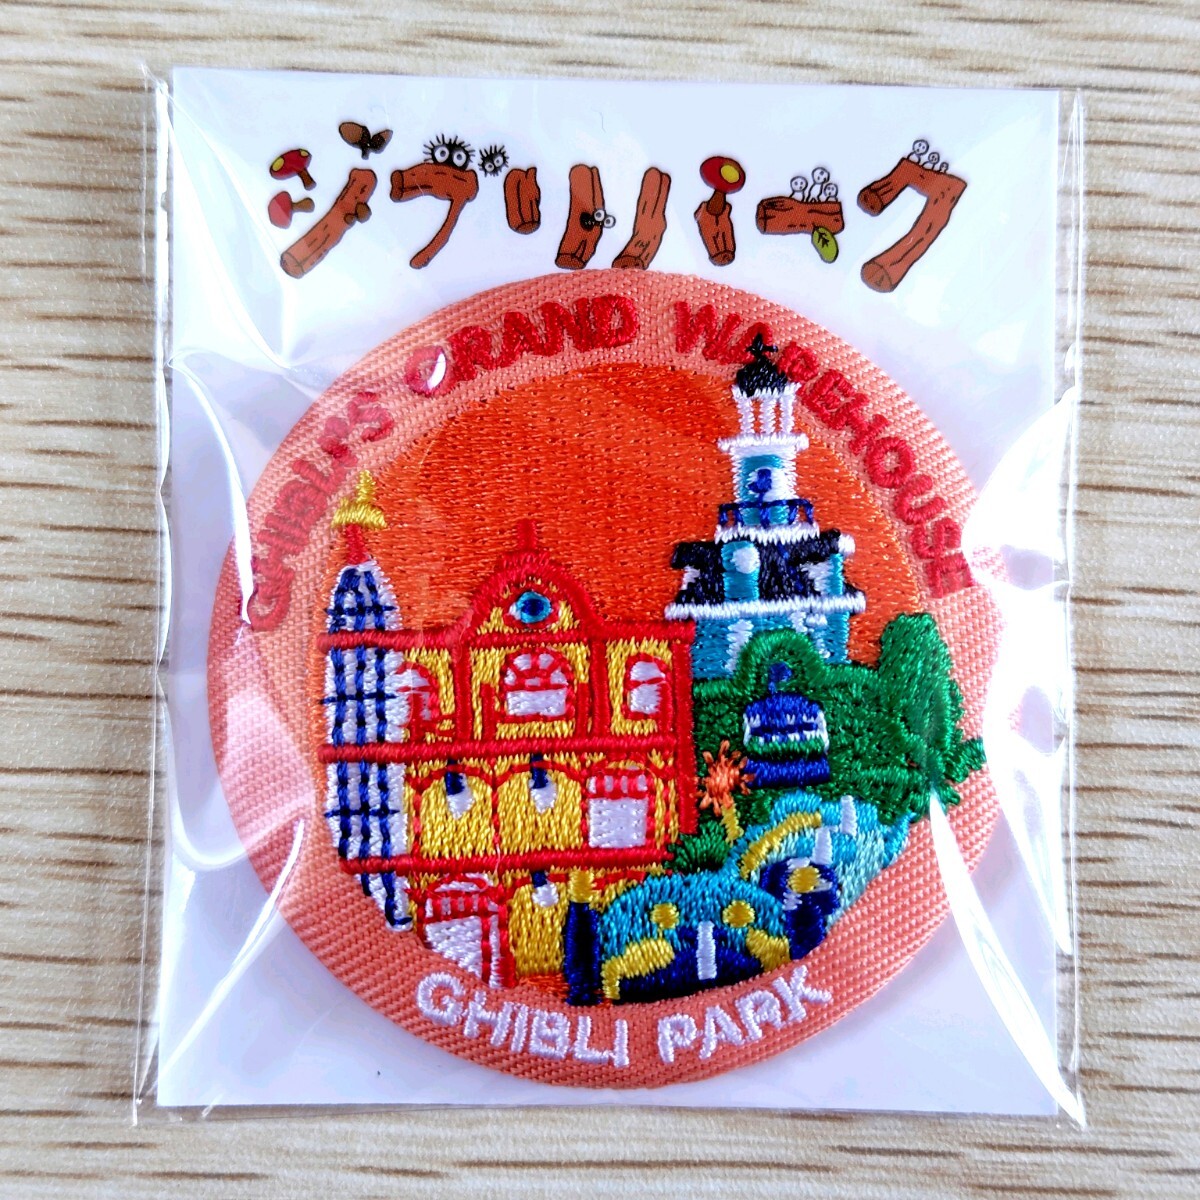 ジブリパーク
GHIBLI'S GRAND WAREHOUSE
GHIBLI PARK